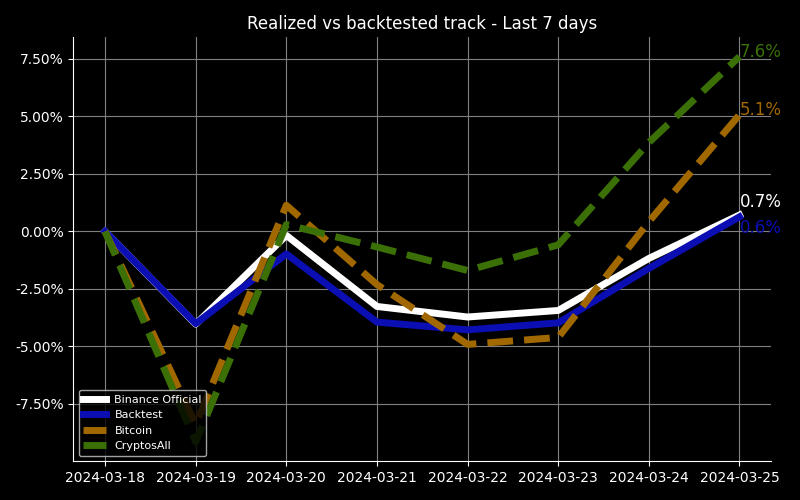 Realized vs backtested track - Last 7 days
7.50%
5.00%
2.50%
0.00%
-2.50%
-5.00%
-7.50%
7.6%
5.1%
0.7%
0.6%
Binance Official
Backtest
Bitcoin
CryptosAll
2024-03-18 2024-03-19 2024-03-20 2024-03-21 2024-03-22 2024-03-23 2024-03-24 2024-03-25